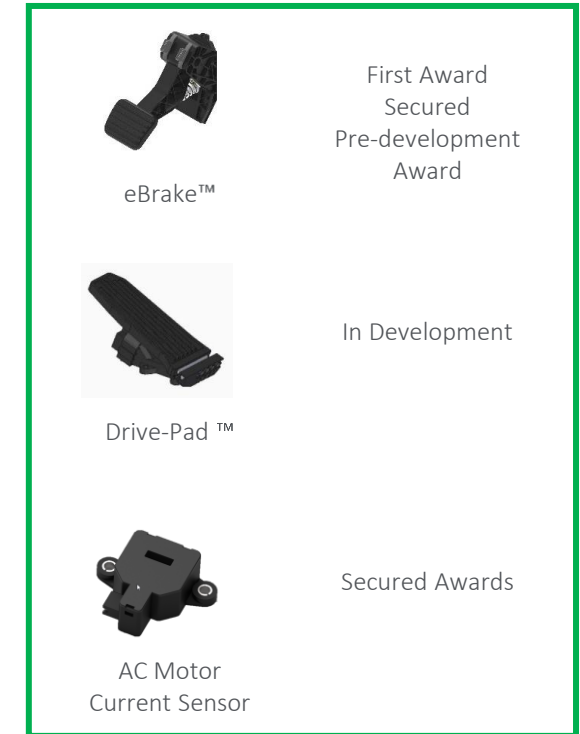 First Award
Secured
Pre-development
Award
eBrake™
In Development
Drive-Pad ™
Secured Awards
AC Motor
Current Sensor